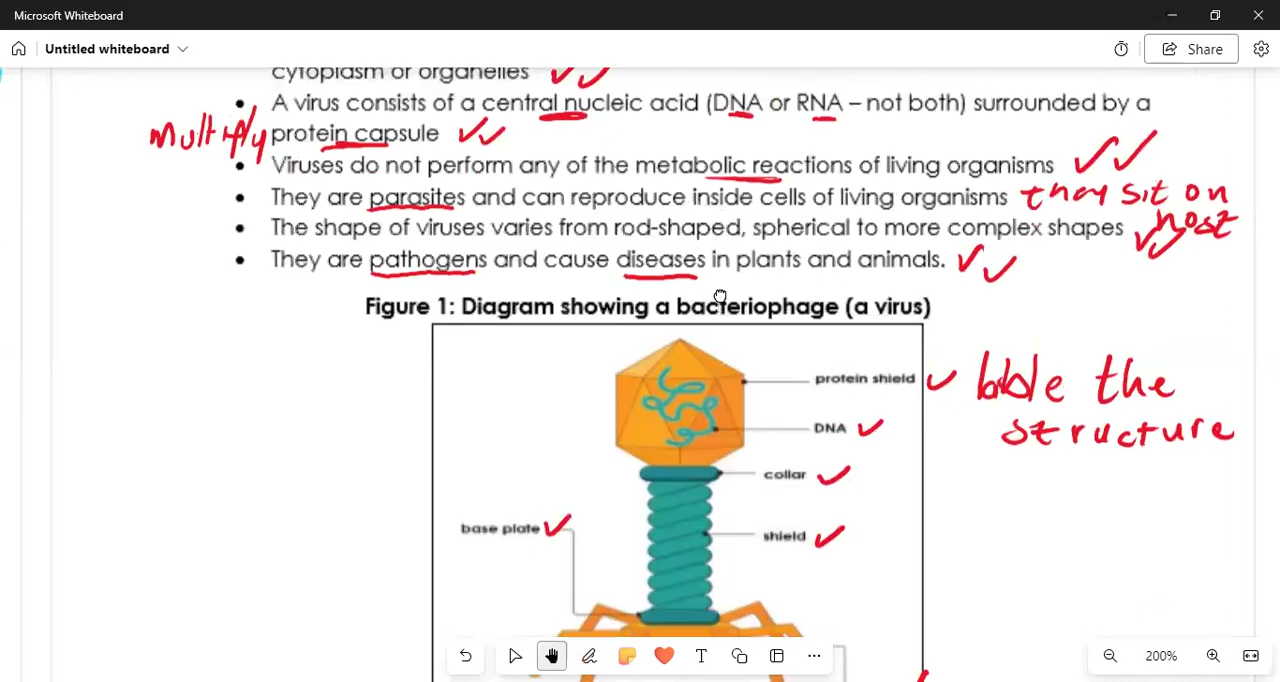 Microsoft Whiteboard
Untitled whiteboard
Share
cytoplasm or organelles
A virus consists of a central nucleic acid (DNA or RNA – not both) surrounded by a
multiply protein capsule
Viruses do not perform any of the metabolic reactions of living organisms
They are parasites and can reproduce inside cells of living organisms they sit on
The shape of viruses varies from rod-shaped, spherical to more complex shapes host
They are pathogens and cause diseases in plants and animals.
Figure 1: Diagram showing a bacteriophage (a virus)
protein shield
the
DNA
structure
collar
base plate
shield
200%